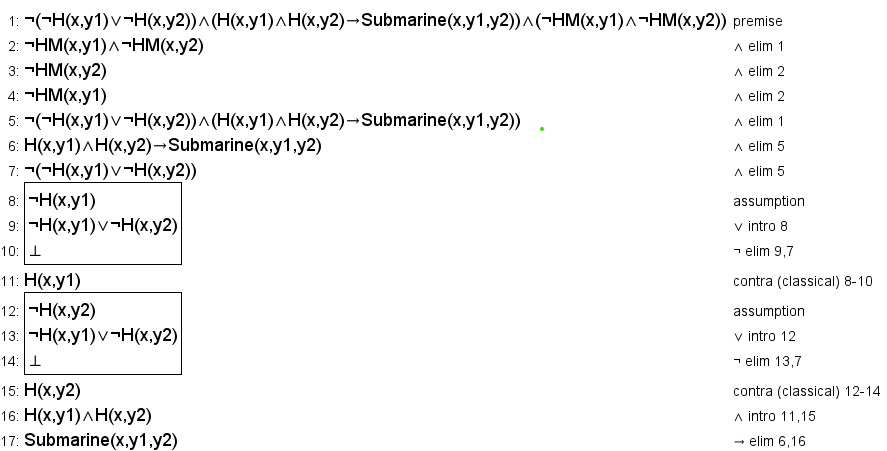 1: ¬(¬H(x,y1)∨¬H(x,y2))∧(H(x,y1)∧H(x,y2)→Submarine(x,y1,y2))∧(¬HM(x,y1)∧¬HM(x,y2)) premise
2: ¬HM(x,y1)∧¬HM(x,y2) ∧ elim 1
3: ¬HM(x,y2) ∧ elim 2
4: ¬HM(x,y1) ∧ elim 2
5: ¬(¬H(x,y1)∨¬H(x,y2))∧(H(x,y1)∧H(x,y2)→Submarine(x,y1,y2)) ∧ elim 1
6: H(x,y1)∧H(x,y2)→Submarine(x,y1,y2) ∧ elim 5
7: ¬(¬H(x,y1)∨¬H(x,y2)) ∧ elim 5
8: ¬H(x,y1) assumption
9: ¬H(x,y1)∨¬H(x,y2) ∨ intro 8
10: ⊥ ¬ elim 9,7
11: H(x,y1) contra (classical) 8-10
12: ¬H(x,y2) assumption
13: ¬H(x,y1)∨¬H(x,y2) ∨ intro 12
14: ⊥ ¬ elim 13,7
15: H(x,y2) contra (classical) 12-14
16: H(x,y1)∧H(x,y2) ∧ intro 11,15
17: Submarine(x,y1,y2) → elim 6,16